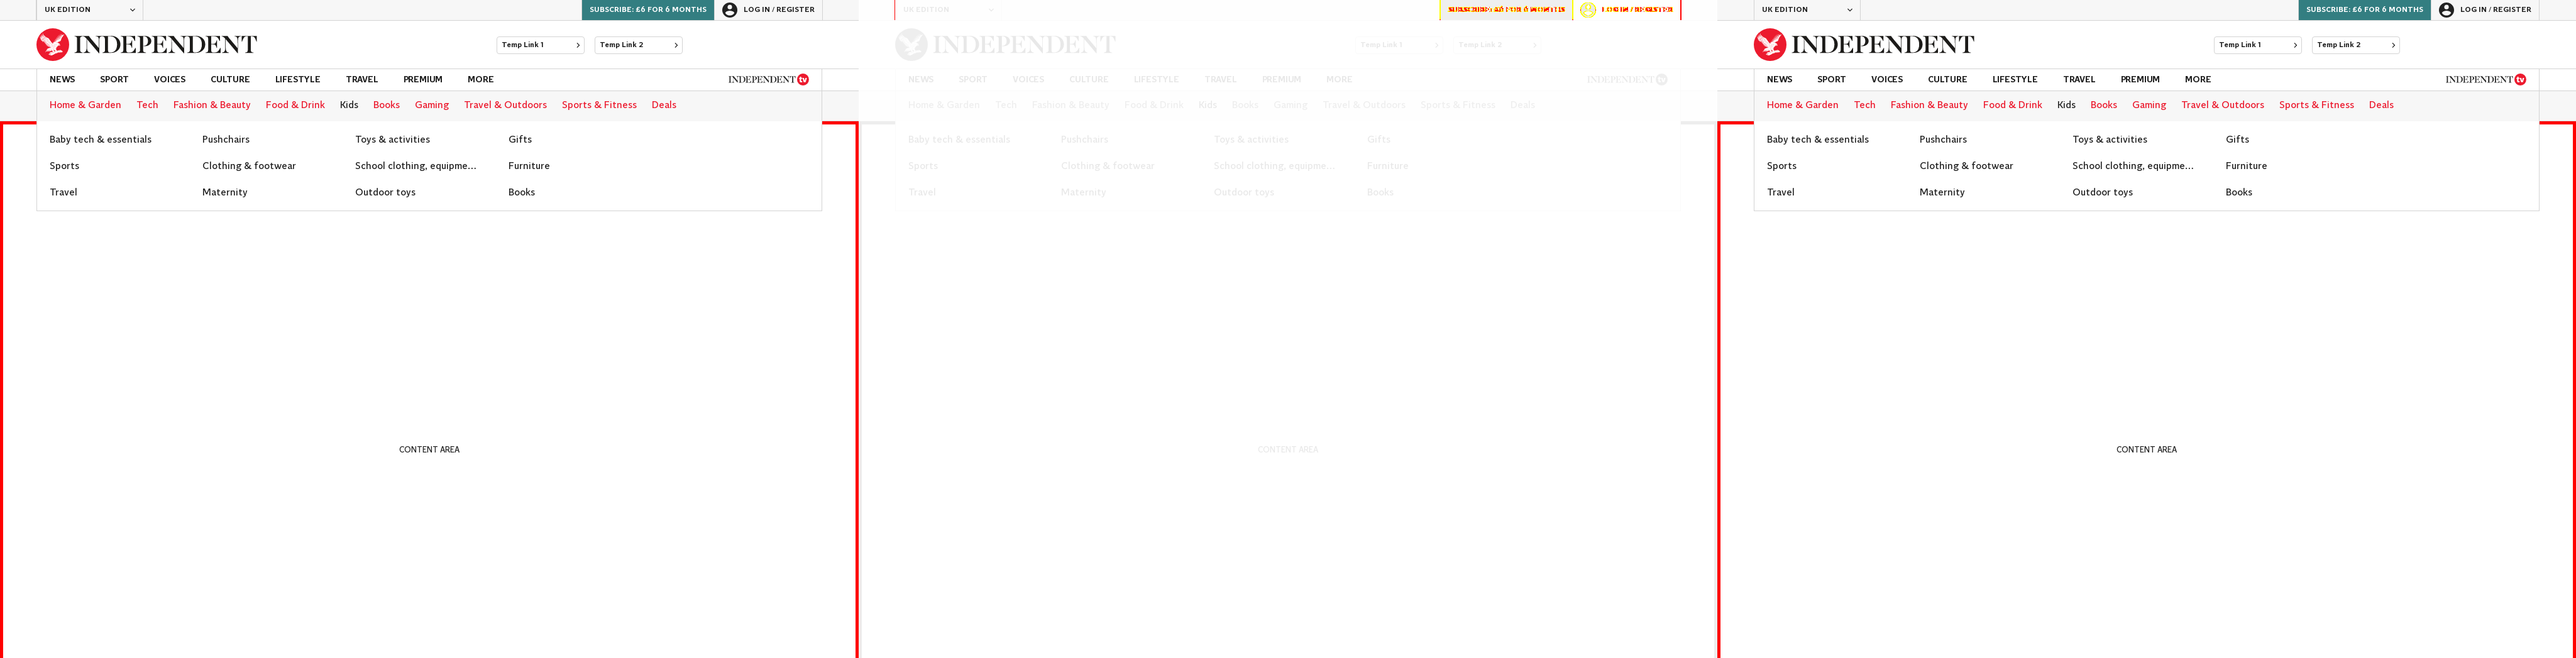 UK EDITION SUBSCRIBE: £6 FOR 6 MONTHS LOG IN / REGISTER
INDEPENDENT Temp Link 1 Temp Link 2
NEWS SPORT VOICES CULTURE LIFESTYLE TRAVEL PREMIUM MORE INDEPENDENT tv
Home & Garden Tech Fashion & Beauty Food & Drink Kids Books Gaming Travel & Outdoors Sports & Fitness Deals
Baby tech & essentials Pushchairs Toys & activities Gifts
Sports Clothing & footwear School clothing, equipme... Furniture
Travel Maternity Outdoor toys Books
CONTENT AREA
UK EDITION SUBSCRIBE: £6 FOR 6 MONTHS LOG IN / REGISTER
INDEPENDENT Temp Link 1 Temp Link 2
NEWS SPORT VOICES CULTURE LIFESTYLE TRAVEL PREMIUM MORE INDEPENDENT tv
Home & Garden Tech Fashion & Beauty Food & Drink Kids Books Gaming Travel & Outdoors Sports & Fitness Deals
Baby tech & essentials Pushchairs Toys & activities Gifts
Sports Clothing & footwear School clothing, equipme... Furniture
Travel Maternity Outdoor toys Books
CONTENT AREA
UK EDITION SUBSCRIBE: £6 FOR 6 MONTHS LOG IN / REGISTER
INDEPENDENT Temp Link 1 Temp Link 2
NEWS SPORT VOICES CULTURE LIFESTYLE TRAVEL PREMIUM MORE INDEPENDENT tv
Home & Garden Tech Fashion & Beauty Food & Drink Kids Books Gaming Travel & Outdoors Sports & Fitness Deals
Baby tech & essentials Pushchairs Toys & activities Gifts
Sports Clothing & footwear School clothing, equipme... Furniture
Travel Maternity Outdoor toys Books
CONTENT AREA